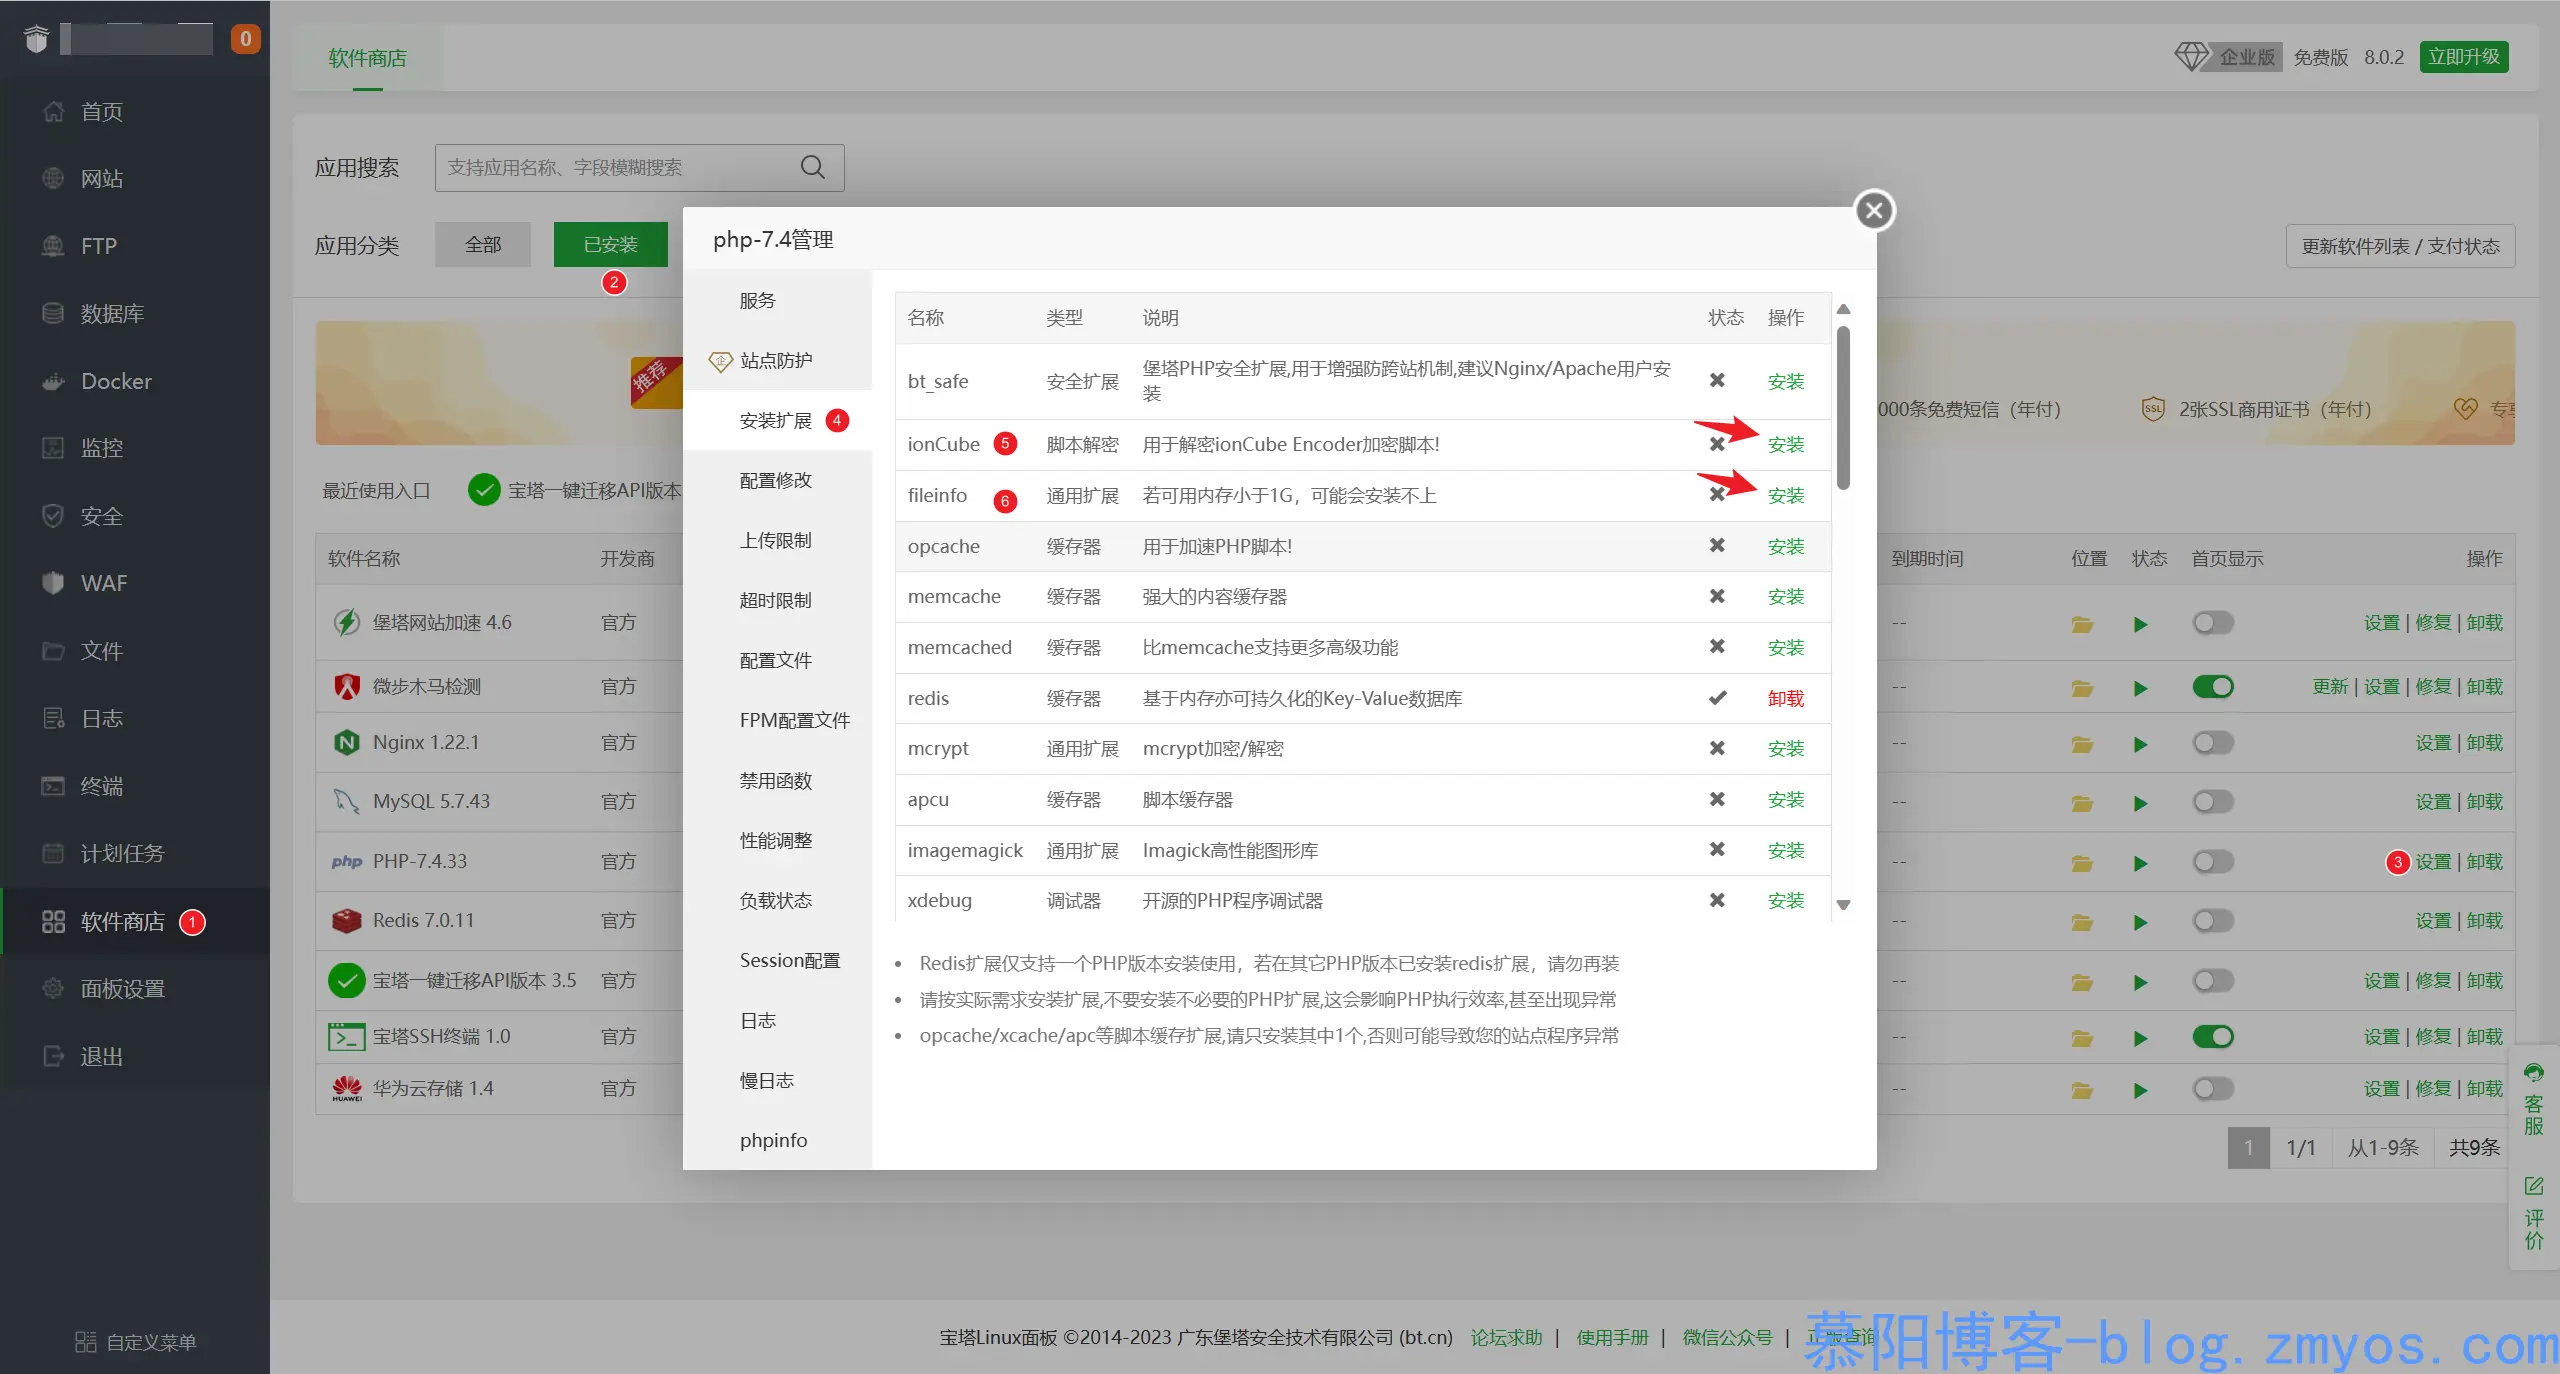 0
首页
网站
FTP
数据库
Docker
监控
安全
WAF
文件
日志
终端
计划任务
软件商店 1
面板设置
退出
自定义菜单
软件商店
企业版 免费版 8.0.2 立即升级
应用搜索 支持应用名称、字段模糊搜索
应用分类 全部 已安装
2
更新软件列表 / 支付状态
推荐
000条免费短信（年付） SSL 2张SSL商用证书（年付） 专享
最近使用入口 宝塔一键迁移API版本
软件名称 开发商 到期时间 位置 状态 首页显示 操作
堡塔网站加速 4.6 官方 -- 设置 | 修复 | 卸载
微步木马检测 官方 -- 更新 | 设置 | 修复 | 卸载
Nginx 1.22.1 官方 -- 设置 | 卸载
MySQL 5.7.43 官方 -- 设置 | 卸载
php PHP-7.4.33 官方 -- 3 设置 | 卸载
Redis 7.0.11 官方 -- 设置 | 卸载
宝塔一键迁移API版本 3.5 官方 -- 设置 | 修复 | 卸载
宝塔SSH终端 1.0 官方 -- 设置 | 修复 | 卸载
HUAWEI 华为云存储 1.4 官方 -- 设置 | 修复 | 卸载
1 1/1 从1-9条 共9条
php-7.4管理
服务
企 站点防护
安装扩展 4
配置修改
上传限制
超时限制
配置文件
FPM配置文件
禁用函数
性能调整
负载状态
Session配置
日志
慢日志
phpinfo
名称 类型 说明 状态 操作
bt_safe 安全扩展 堡塔PHP安全扩展,用于增强防跨站机制,建议Nginx/Apache用户安
装 安装
ionCube 5 脚本解密 用于解密ionCube Encoder加密脚本! 安装
fileinfo 6 通用扩展 若可用内存小于1G，可能会安装不上 安装
opcache 缓存器 用于加速PHP脚本! 安装
memcache 缓存器 强大的内容缓存器 安装
memcached 缓存器 比memcache支持更多高级功能 安装
redis 缓存器 基于内存亦可持久化的Key-Value数据库 卸载
mcrypt 通用扩展 mcrypt加密/解密 安装
apcu 缓存器 脚本缓存器 安装
imagemagick 通用扩展 Imagick高性能图形库 安装
xdebug 调试器 开源的PHP程序调试器 安装
Redis扩展仅支持一个PHP版本安装使用，若在其它PHP版本已安装redis扩展，请勿再装
请按实际需求安装扩展,不要安装不必要的PHP扩展,这会影响PHP执行效率,甚至出现异常
opcache/xcache/apc等脚本缓存扩展,请只安装其中1个,否则可能导致您的站点程序异常
客服
评价
宝塔Linux面板 ©2014-2023 广东堡塔安全技术有限公司 (bt.cn) 论坛求助 | 使用手册 | 微信公众号 | 正版查询
慕阳博客-blog.zmyos.com